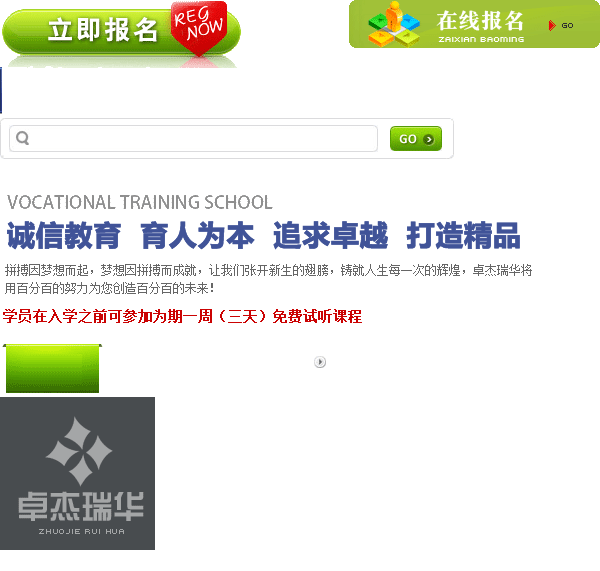 立即报名
REG NOW
在线报名
ZAIXIAN BAOMING
GO
GO
VOCATIONAL TRAINING SCHOOL
诚信教育 育人为本 追求卓越 打造精品
拼搏因梦想而起，梦想因拼搏而成就，让我们张开新生的翅膀，铸就人生每一次的辉煌，卓杰瑞华将
用百分百的努力为您创造百分百的未来！
学员在入学之前可参加为期一周（三天）免费试听课程
卓杰瑞华
ZHUOJIE RUI HUA